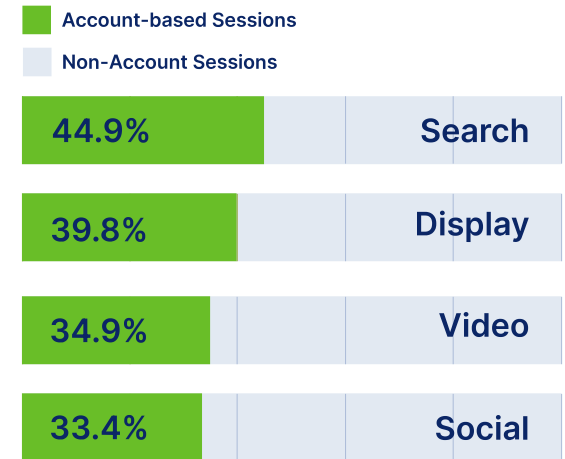 Account-based Sessions
Non-Account Sessions
44.9% Search
39.8% Display
34.9% Video
33.4% Social